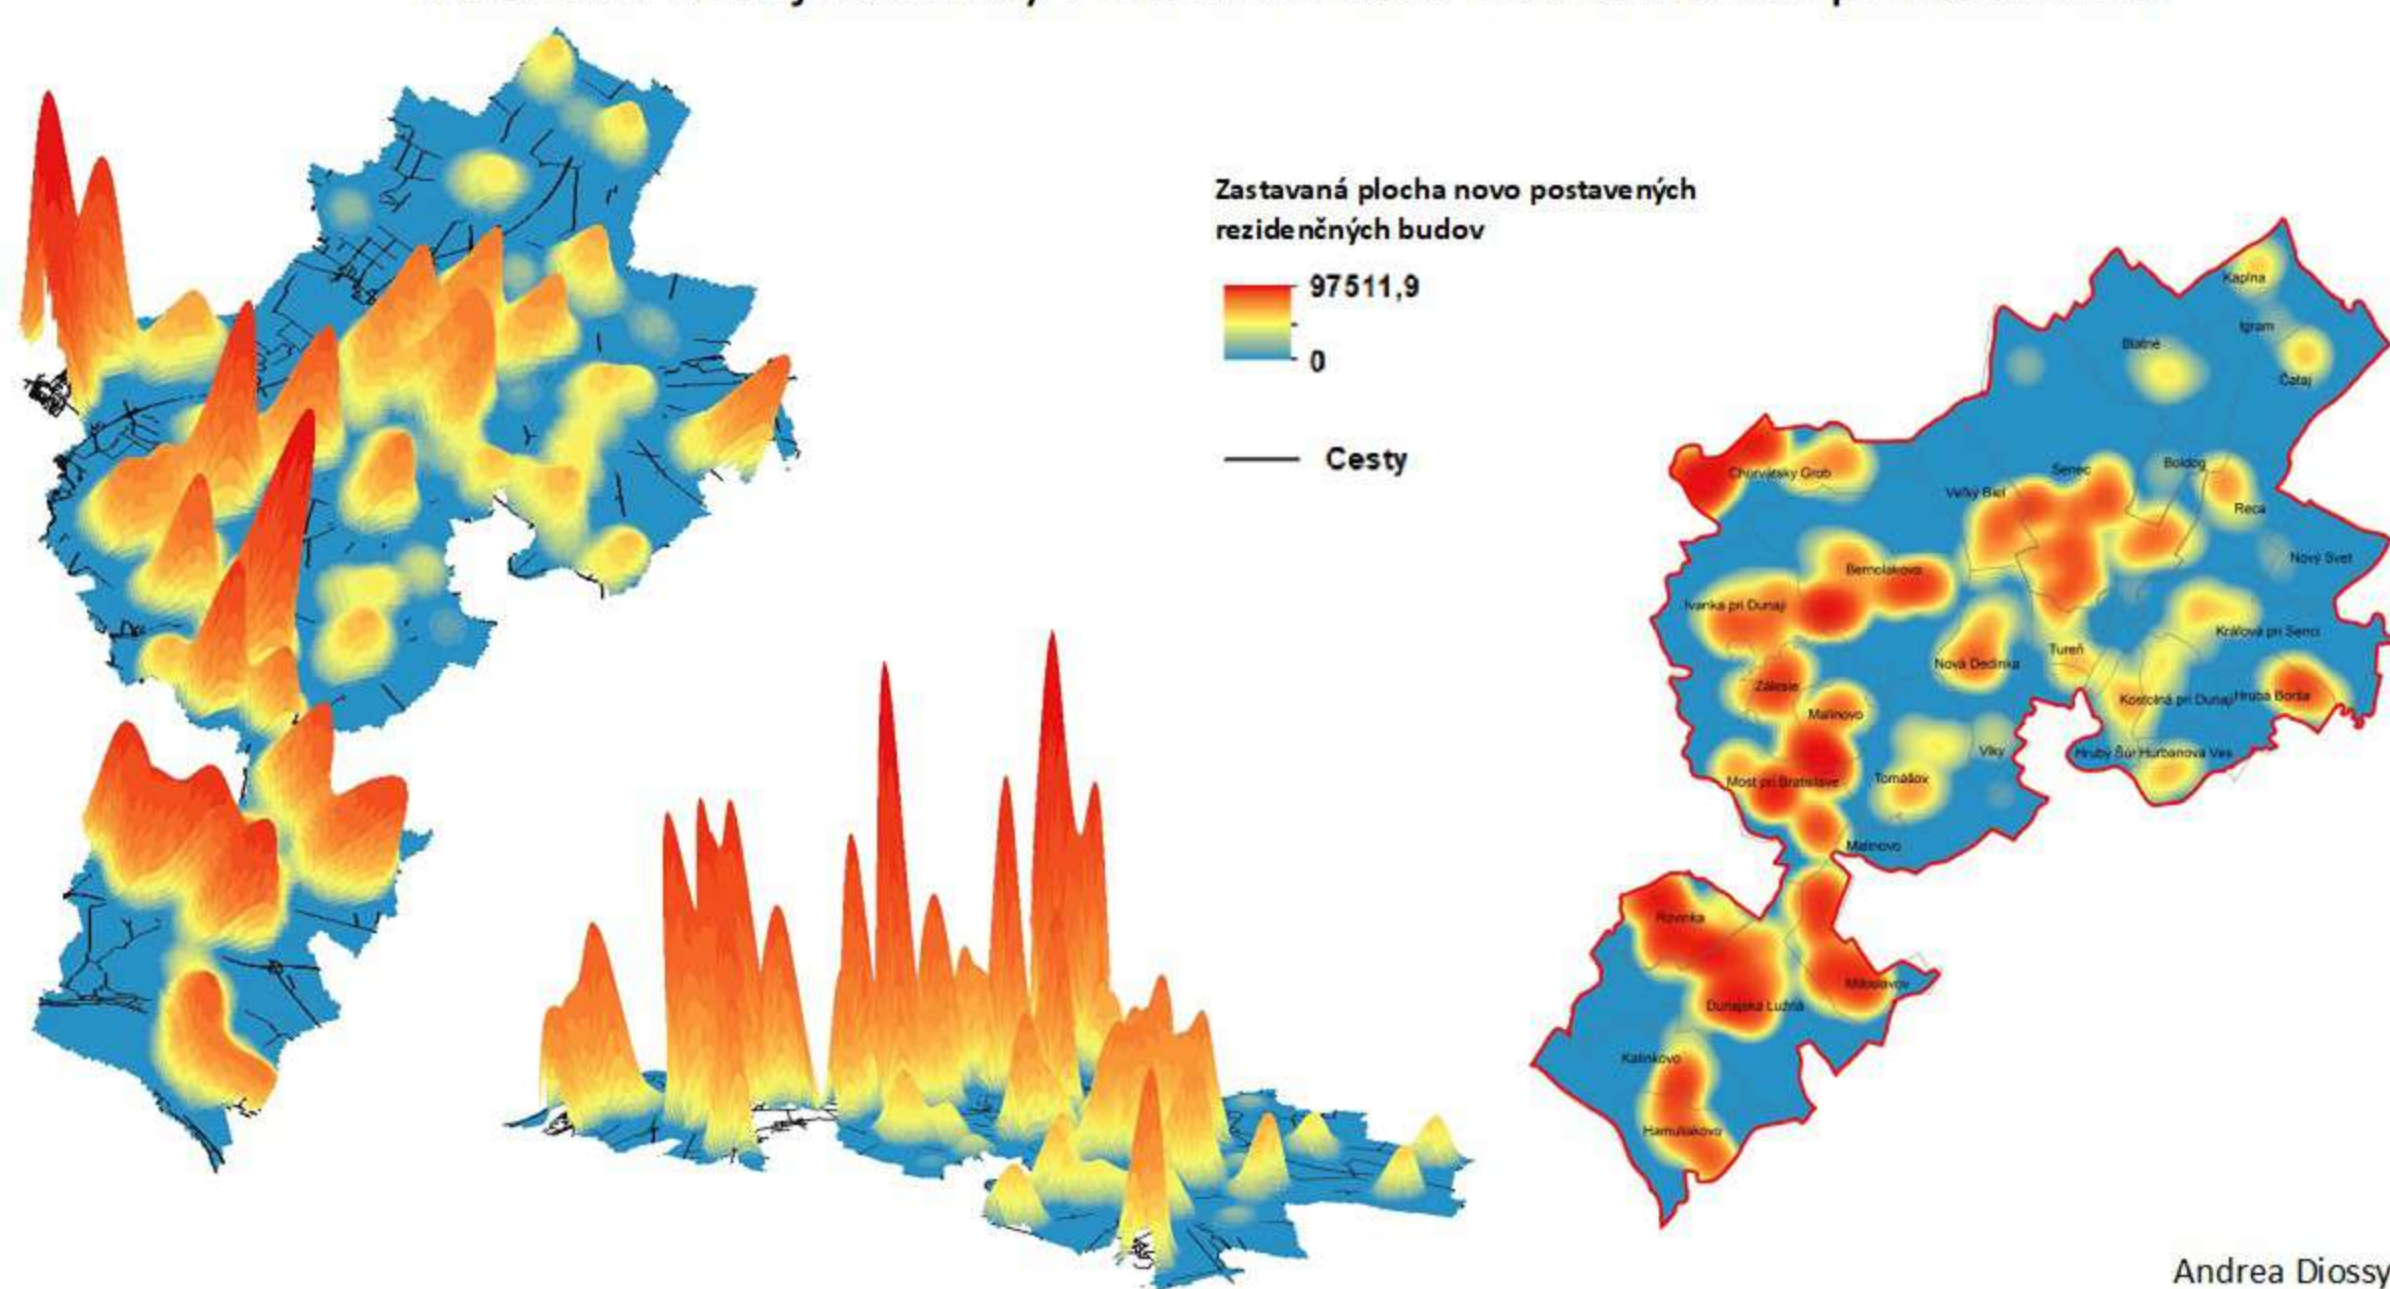 Zastavaná plocha novo postavených
rezidenčných budov
97511,9
0
Cesty
Kaplna
Igram
Blatné
Čataj
Chorvátsky Grob
Senec
Boldog
Veľký Biel
Reca
Nový Svet
Bernolákovo
Ivanka pri Dunaji
Kráľová pri Senci
Tureň
Nová Dedinka
Zálesie
Kostolná pri Dunaji
Hrubá Borša
Malinovo
Vlky
Hrubý Šúr
Hurbanova Ves
Most pri Bratislave
Tomášov
Malinovo
Rovinka
Miloslavov
Dunajská Lužná
Kalinkovo
Hamuliakovo
Andrea Diossy